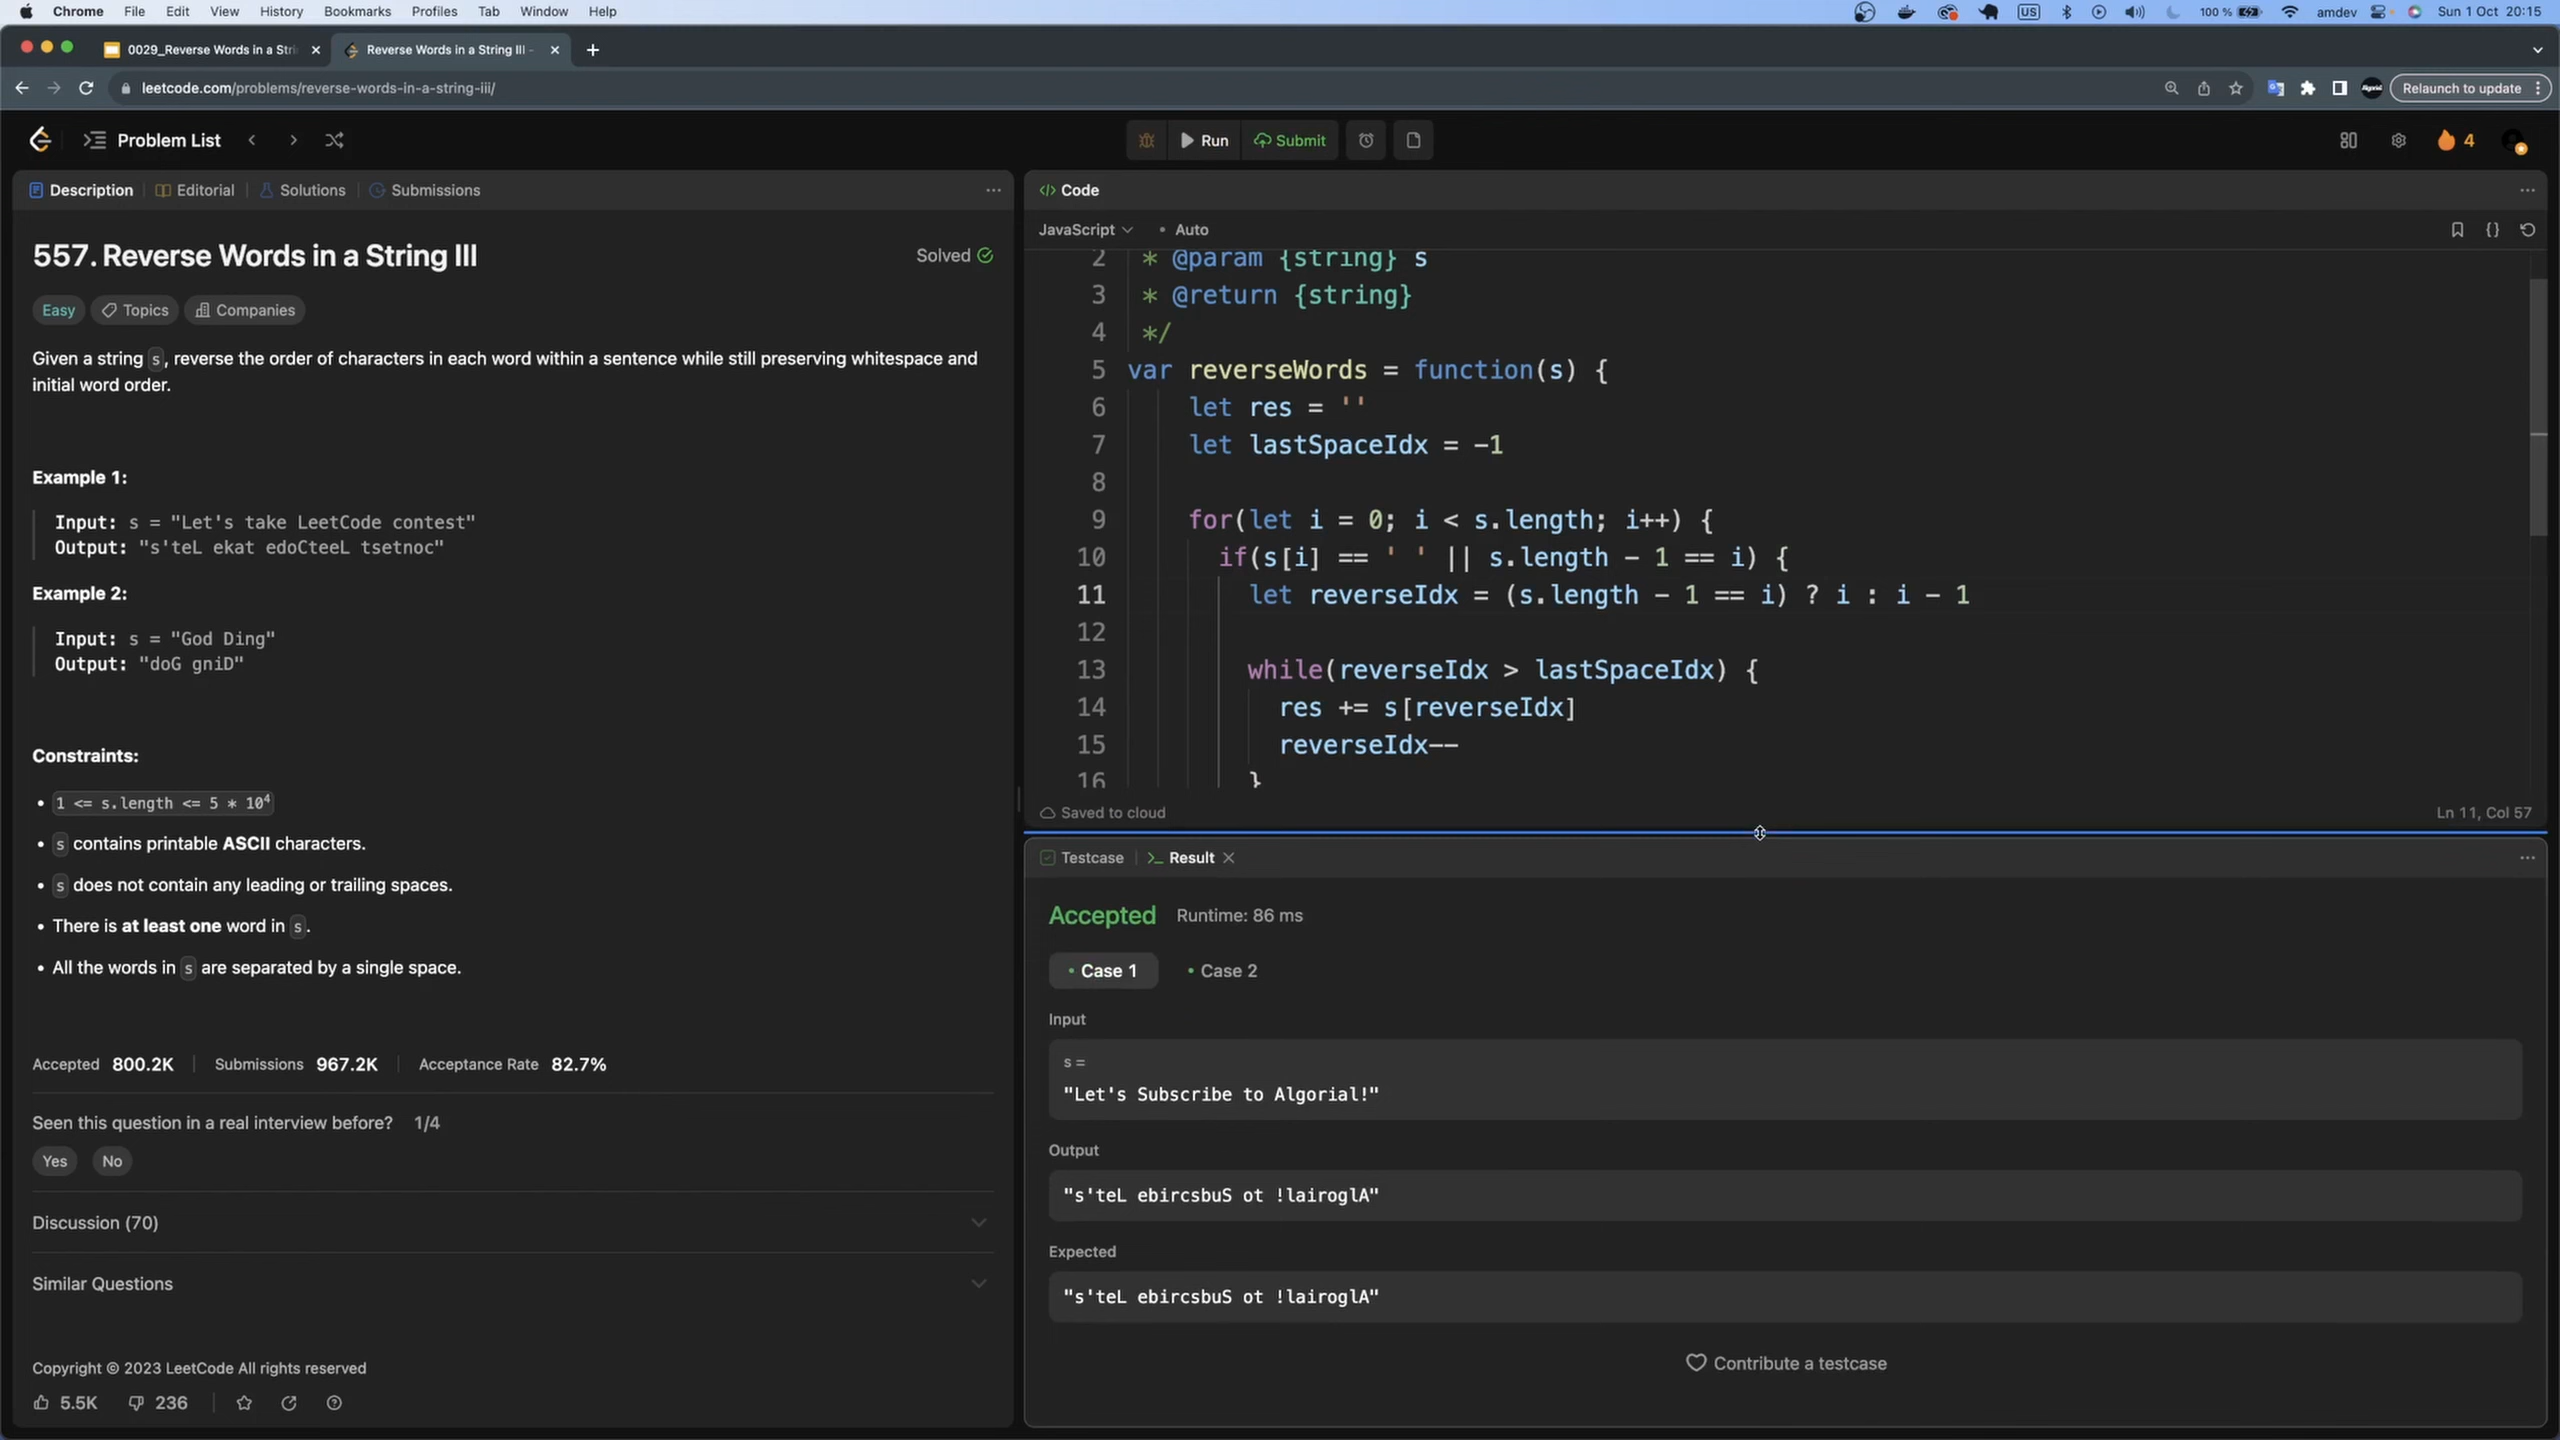 Chrome File Edit View History Bookmarks Profiles Tab Window Help
US 100 % amdev Sun 1 Oct 20:15
0029_Reverse Words in a Stri
Reverse Words in a String III -
leetcode.com/problems/reverse-words-in-a-string-iii/
Relaunch to update
Problem List
Run Submit
4
Description Editorial Solutions Submissions
557. Reverse Words in a String III
Solved
Easy Topics Companies
Given a string s, reverse the order of characters in each word within a sentence while still preserving whitespace and
initial word order.
Example 1:
Input: s = "Let's take LeetCode contest"
Output: "s'teL ekat edoCteeL tsetnoc"
Example 2:
Input: s = "God Ding"
Output: "doG gniD"
Constraints:
• 1 <= s.length <= 5 * 10⁴
• s contains printable ASCII characters.
• s does not contain any leading or trailing spaces.
• There is at least one word in s.
• All the words in s are separated by a single space.
Accepted 800.2K Submissions 967.2K Acceptance Rate 82.7%
Seen this question in a real interview before? 1/4
Yes No
Discussion (70)
Similar Questions
Copyright © 2023 LeetCode All rights reserved
5.5K 236
</> Code
JavaScript • Auto
2 * @param {string} s
3 * @return {string}
4 */
5 var reverseWords = function(s) {
6 let res = ''
7 let lastSpaceIdx = -1
8
9 for(let i = 0; i < s.length; i++) {
10 if(s[i] == ' ' || s.length - 1 == i) {
11 let reverseIdx = (s.length - 1 == i) ? i : i - 1
12
13 while(reverseIdx > lastSpaceIdx) {
14 res += s[reverseIdx]
15 reverseIdx--
16 }
Saved to cloud
Ln 11, Col 57
Testcase >_ Result
Accepted Runtime: 86 ms
• Case 1 • Case 2
Input
s =
"Let's Subscribe to Algorial!"
Output
"s'teL ebircsbuS ot !lairoglA"
Expected
"s'teL ebircsbuS ot !lairoglA"
Contribute a testcase